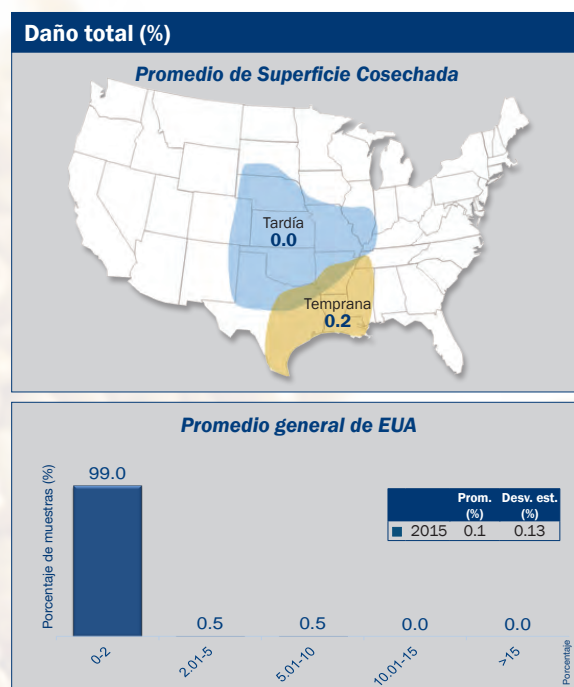 Daño total (%)
Promedio de Superficie Cosechada
Tardía
0.0
Temprana
0.2
Promedio general de EUA
Porcentaje de muestras (%)
99.0
0.5
0.5
0.0
0.0
Prom. Desv. est.
(%) (%)
2015 0.1 0.13
0-2
2.01-5
5.01-10
10.01-15
>15
Porcentaje